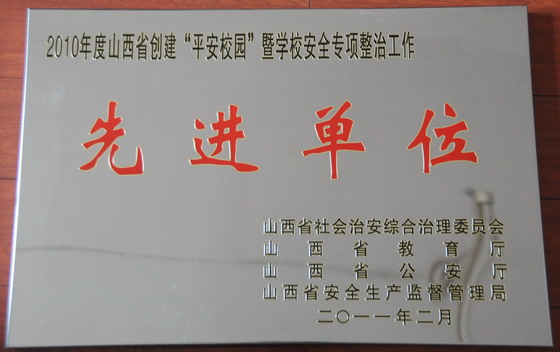 2010年度山西省创建“平安校园”暨学校安全专项整治工作
先进单位
山西省社会治安综合治理委员会
山西省教育厅
山西省公安厅
山西省安全生产监督管理局
二〇一一年二月